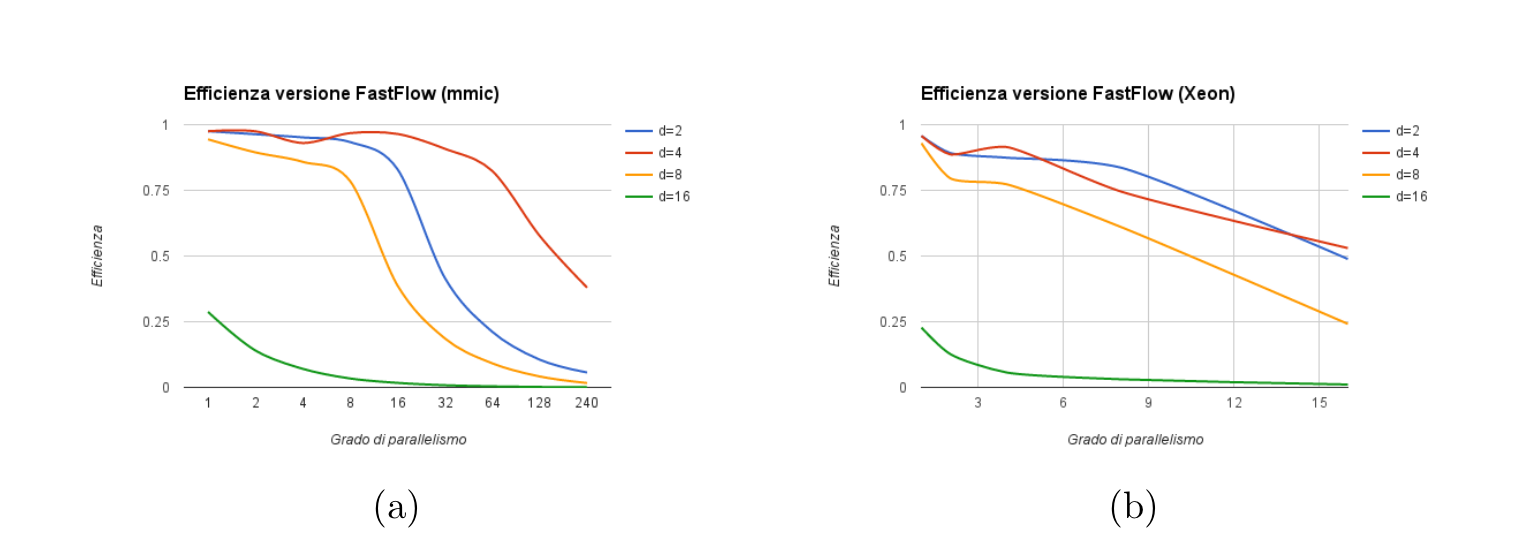 Efficienza versione FastFlow (mmic)
1
0.75
0.5
0.25
0
Efficienza
1 2 4 8 16 32 64 128 240
Grado di parallelismo
d=2
d=4
d=8
d=16
(a)
Efficienza versione FastFlow (Xeon)
1
0.75
0.5
0.25
0
Efficienza
3 6 9 12 15
Grado di parallelismo
d=2
d=4
d=8
d=16
(b)